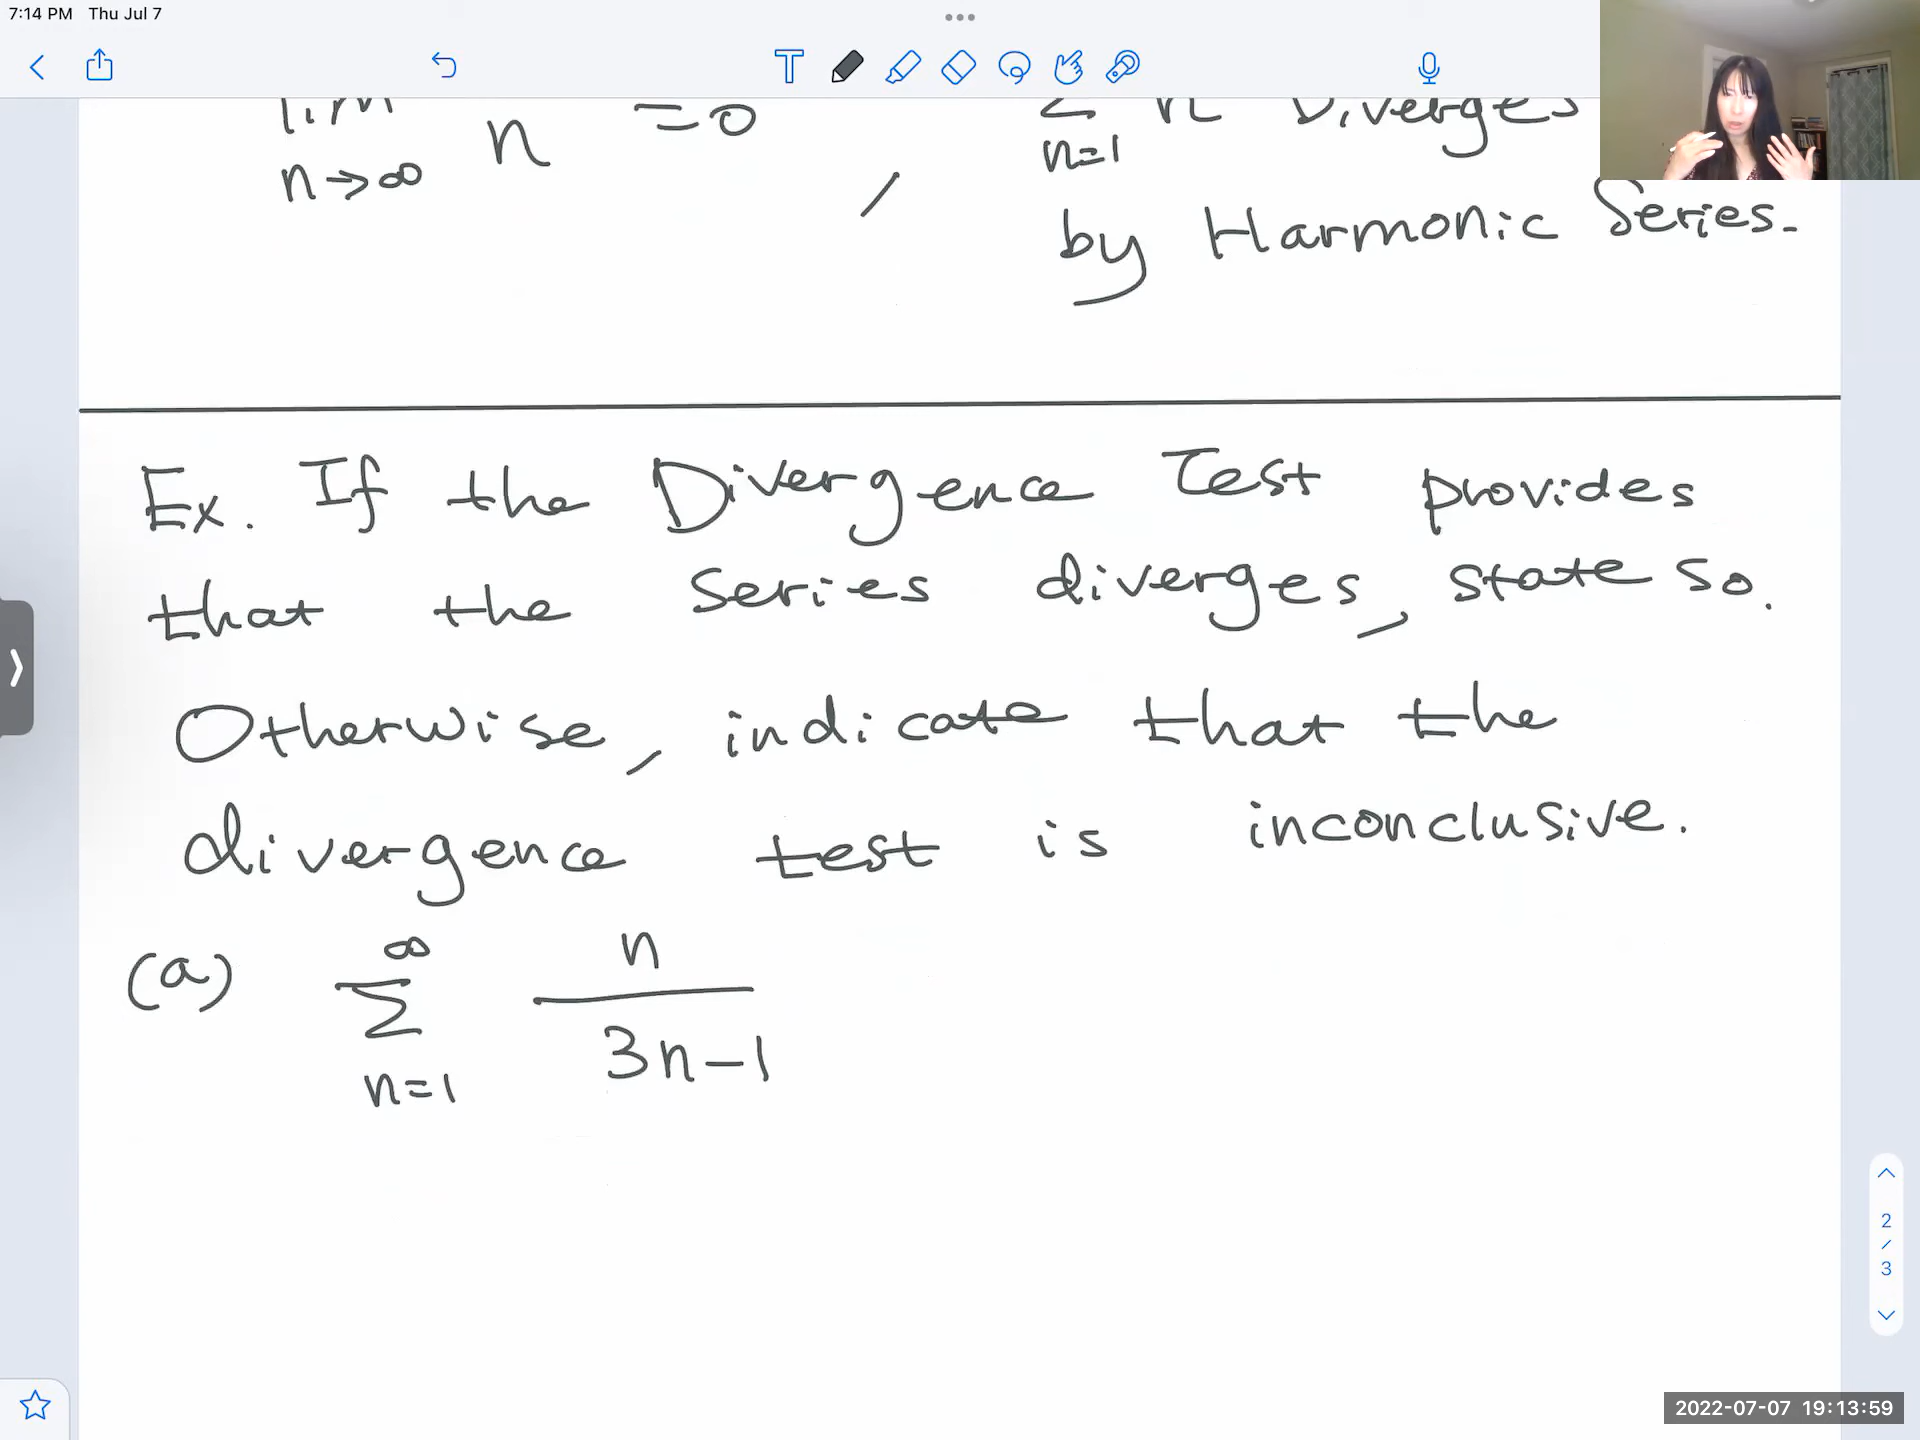 7:14 PM Thu Jul 7
lim n = 0 , ∑ n Diverges
n→∞ n=1
by Harmonic Series.
Ex. If the Divergence Test provides
that the series diverges, state so.
Otherwise, indicate that the
divergence test is inconclusive.
(a) ∞ n
∑ 3n-1
n=1
2
/
3
2022-07-07 19:13:59